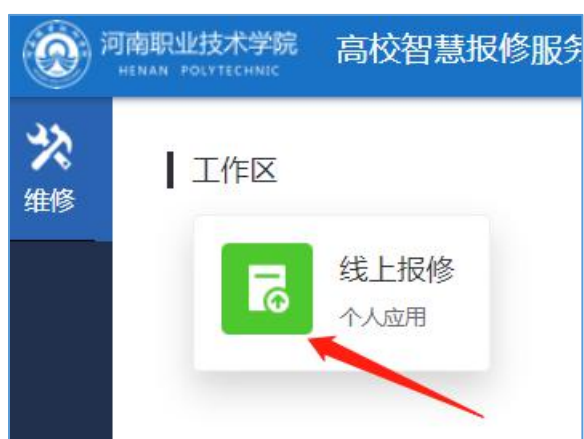 河南职业技术学院
HENAN POLYTECHNIC
高校智慧报修服务
维修
工作区
线上报修
个人应用